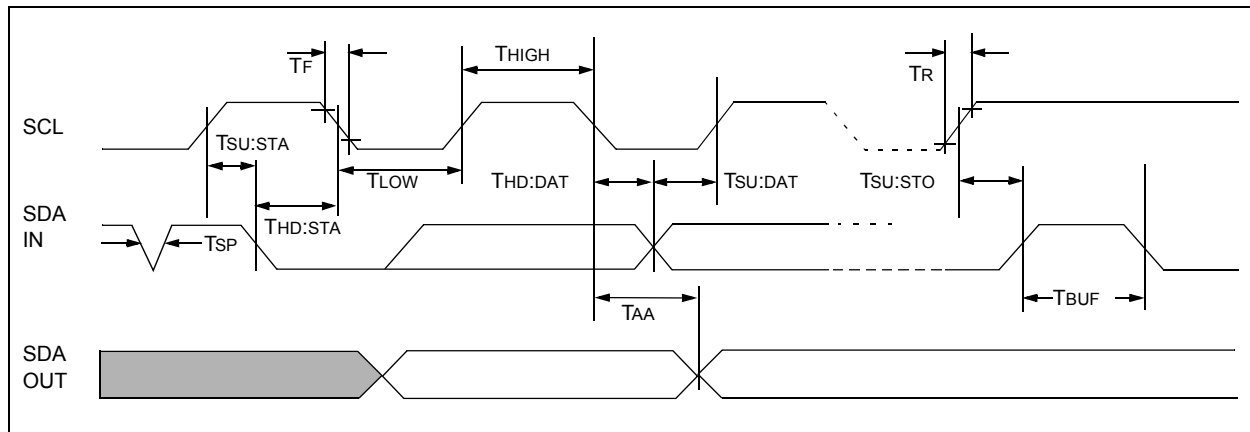 TF
THIGH
TR
SCL
TSU:STA
TLOW
THD:DAT
TSU:DAT
TSU:STO
SDA
IN
TSP
THD:STA
TAA
TBUF
SDA
OUT